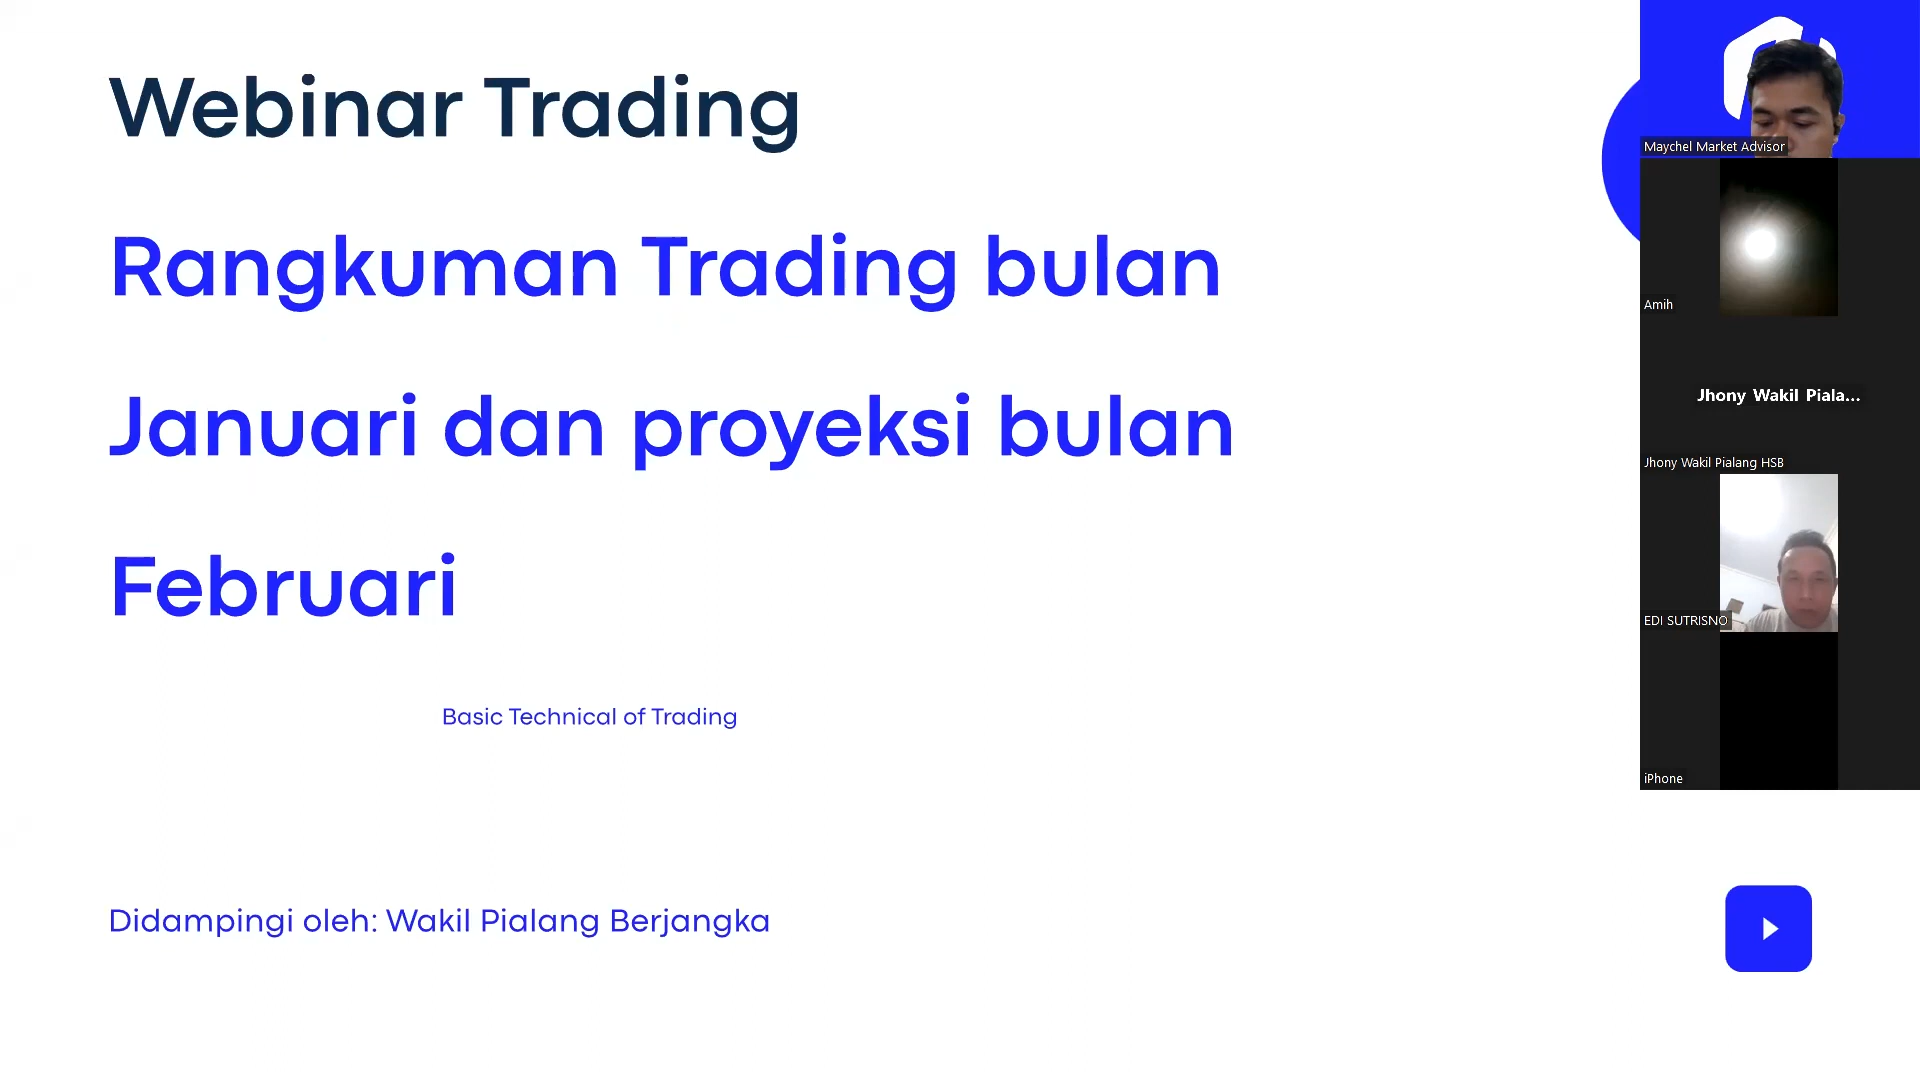 Webinar Trading
Rangkuman Trading bulan
Januari dan proyeksi bulan
Februari
Basic Technical of Trading
Didampingi oleh: Wakil Pialang Berjangka
Maychel Market Advisor
Amih
Jhony Wakil Piala...
Jhony Wakil Pialang HSB
EDI SUTRISNO
iPhone